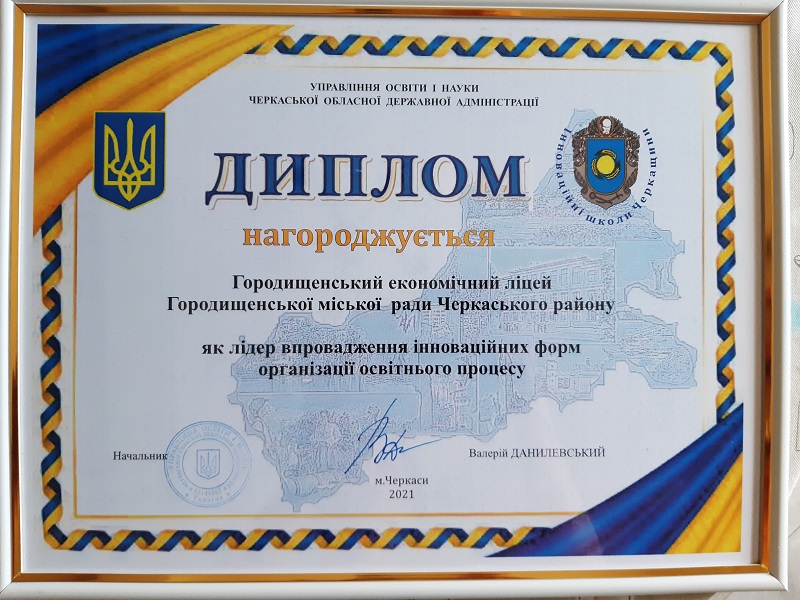 УПРАВЛІННЯ ОСВІТИ І НАУКИ
ЧЕРКАСЬКОЇ ОБЛАСНОЇ ДЕРЖАВНОЇ АДМІНІСТРАЦІЇ
Інноваційні школи Черкащини
ДИПЛОМ
нагороджується
Городищенський економічний ліцей
Городищенської міської ради Черкаського району
як лідер впровадження інноваційних форм
організації освітнього процесу
Начальник
Валерій ДАНИЛЕВСЬКИЙ
м.Черкаси
2021